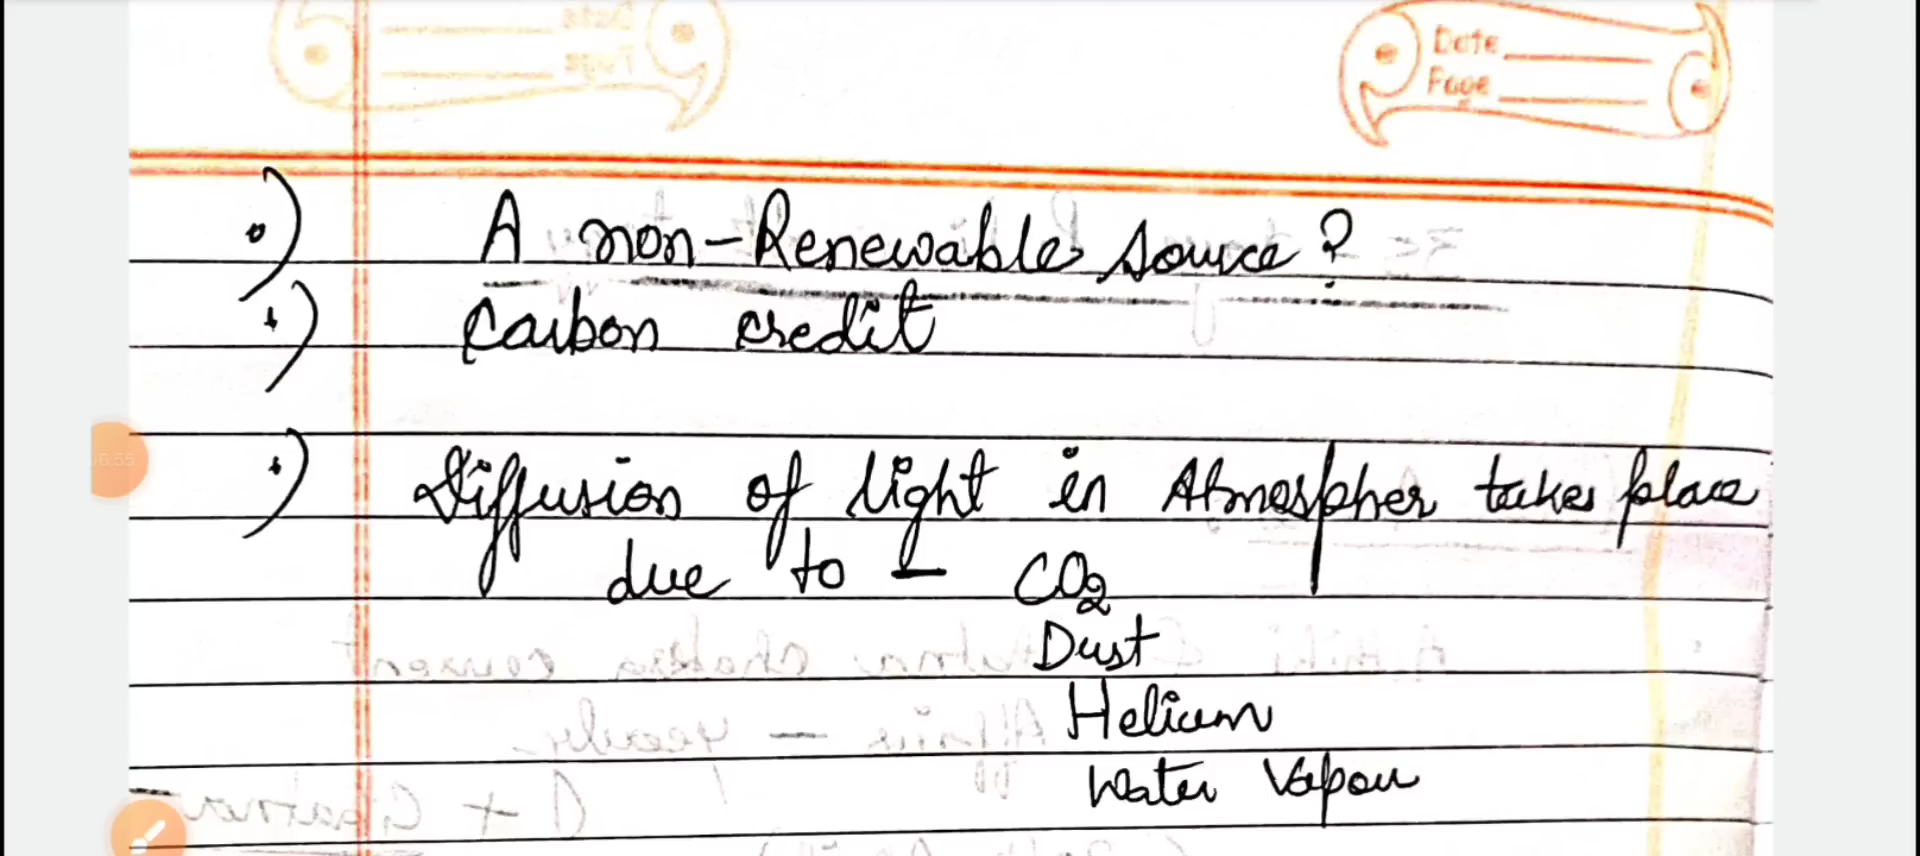 Date
Page
A non-Renewable source?
Carbon credit
Diffusion of light in Atmospher takes place
due to - CO2
Dust
Helium
Water Vapour